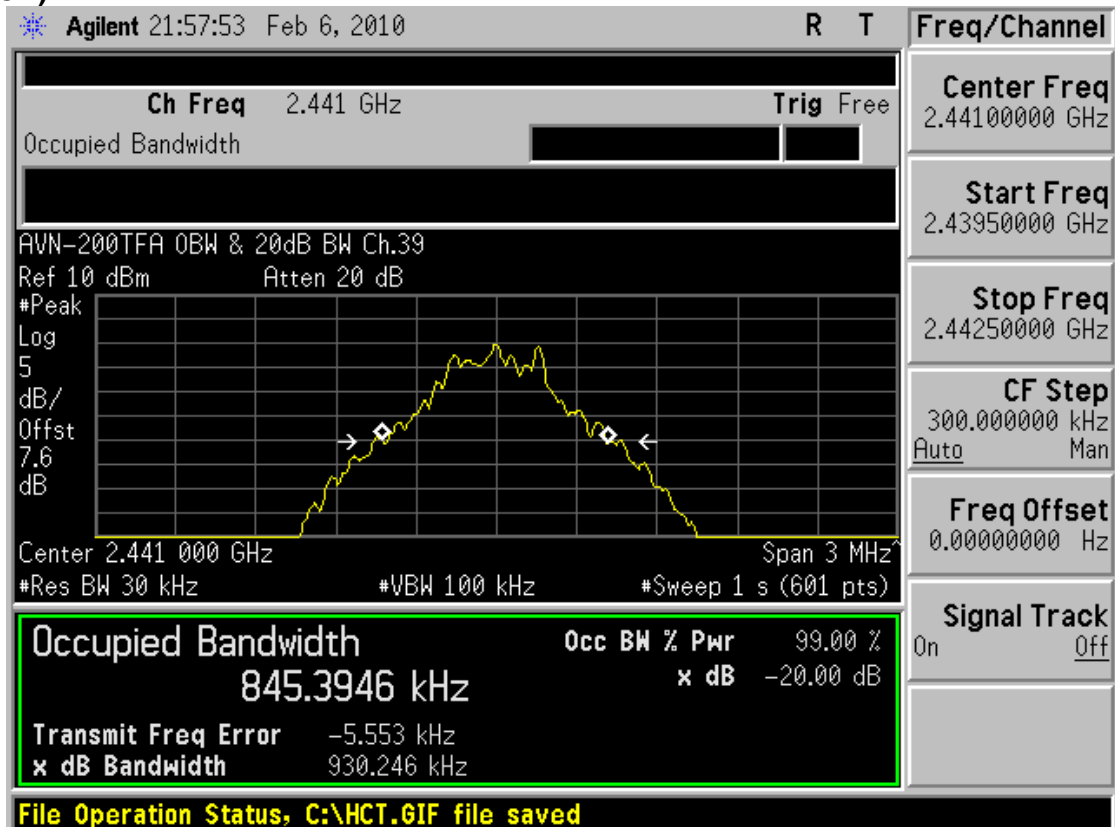 Agilent 21:57:53 Feb 6, 2010 R T
Freq/Channel
Ch Freq 2.441 GHz Trig Free
Occupied Bandwidth
AVN-200TFA OBW & 20dB BW Ch.39
Ref 10 dBm Atten 20 dB
#Peak
Log
5
dB/
Offst
7.6
dB
Center 2.441 000 GHz Span 3 MHz^
#Res BW 30 kHz #VBW 100 kHz #Sweep 1 s (601 pts)
Occupied Bandwidth
845.3946 kHz
Occ BW % Pwr 99.00 %
x dB -20.00 dB
Transmit Freq Error -5.553 kHz
x dB Bandwidth 930.246 kHz
Center Freq
2.44100000 GHz
Start Freq
2.43950000 GHz
Stop Freq
2.44250000 GHz
CF Step
300.000000 kHz
Auto Man
Freq Offset
0.00000000 Hz
Signal Track
On Off
File Operation Status, C:\HCT.GIF file saved